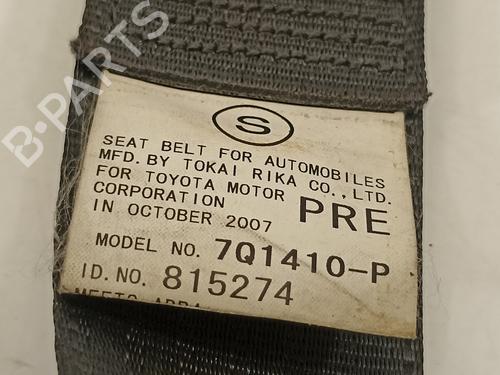 B-PARTS
S
SEAT BELT FOR AUTOMOBILES
MFD. BY TOKAI RIKA CO., LTD.
FOR TOYOTA MOTOR
CORPORATION PRE
IN OCTOBER 2007
MODEL NO. 7Q1410-P
ID.NO. 815274